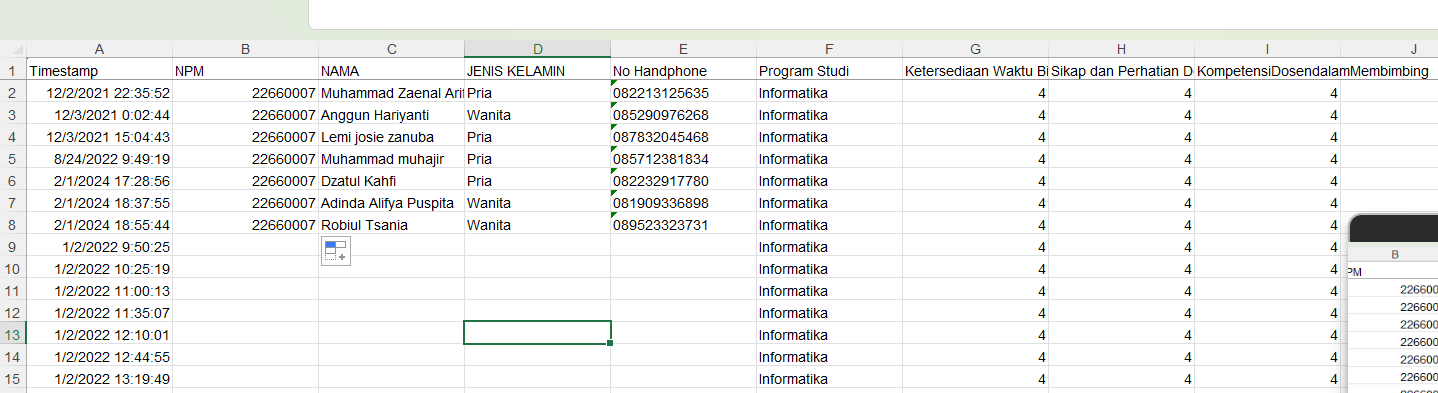 A B C D E F G H I J
1 Timestamp NPM NAMA JENIS KELAMIN No Handphone Program Studi Ketersediaan Waktu Bi Sikap dan Perhatian D KompetensiDosendalamMembimbing
2 12/2/2021 22:35:52 22660007 Muhammad Zaenal Arif Pria 082213125635 Informatika 4 4 4
3 12/3/2021 0:02:44 22660007 Anggun Hariyanti Wanita 085290976268 Informatika 4 4 4
4 12/3/2021 15:04:43 22660007 Lemi josie zanuba Pria 087832045468 Informatika 4 4 4
5 8/24/2022 9:49:19 22660007 Muhammad muhajir Pria 085712381834 Informatika 4 4 4
6 2/1/2024 17:28:56 22660007 Dzatul Kahfi Pria 082232917780 Informatika 4 4 4
7 2/1/2024 18:37:55 22660007 Adinda Alifya Puspita Wanita 081909336898 Informatika 4 4 4
8 2/1/2024 18:55:44 22660007 Robiul Tsania Wanita 089523323731 Informatika 4 4 4
9 1/2/2022 9:50:25 Informatika 4 4 4
10 1/2/2022 10:25:19 Informatika 4 4 4
11 1/2/2022 11:00:13 Informatika 4 4 4
12 1/2/2022 11:35:07 Informatika 4 4 4
13 1/2/2022 12:10:01 Informatika 4 4 4
14 1/2/2022 12:44:55 Informatika 4 4 4
15 1/2/2022 13:19:49 Informatika 4 4 4
B
PM
226600
226600
226600
226600
226600
226600